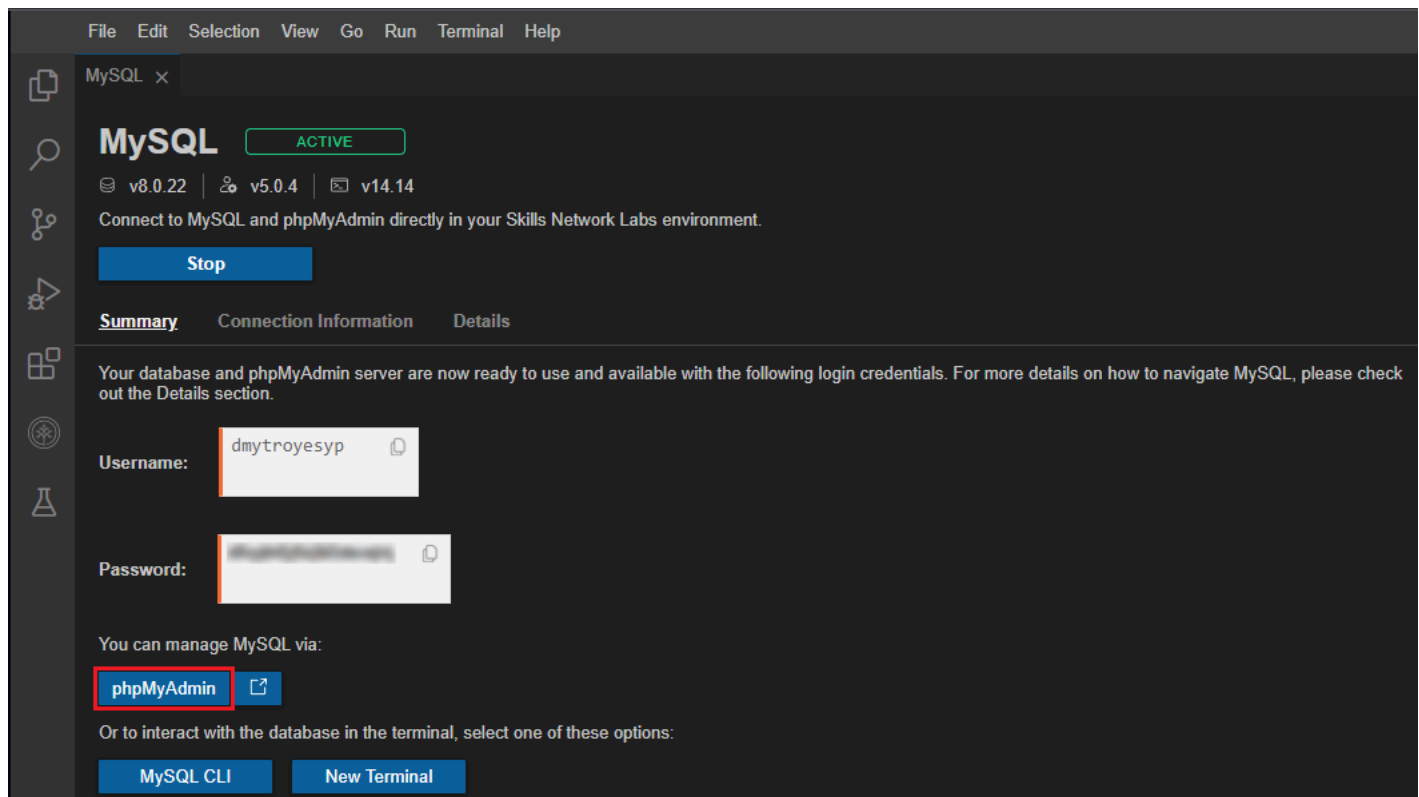 File Edit Selection View Go Run Terminal Help
MySQL
MySQL ACTIVE
v8.0.22 v5.0.4 v14.14
Connect to MySQL and phpMyAdmin directly in your Skills Network Labs environment.
Stop
Summary Connection Information Details
Your database and phpMyAdmin server are now ready to use and available with the following login credentials. For more details on how to navigate MySQL, please check
out the Details section.
dmytroyesyp
Username:
Password:
You can manage MySQL via:
phpMyAdmin
Or to interact with the database in the terminal, select one of these options:
MySQL CLI New Terminal